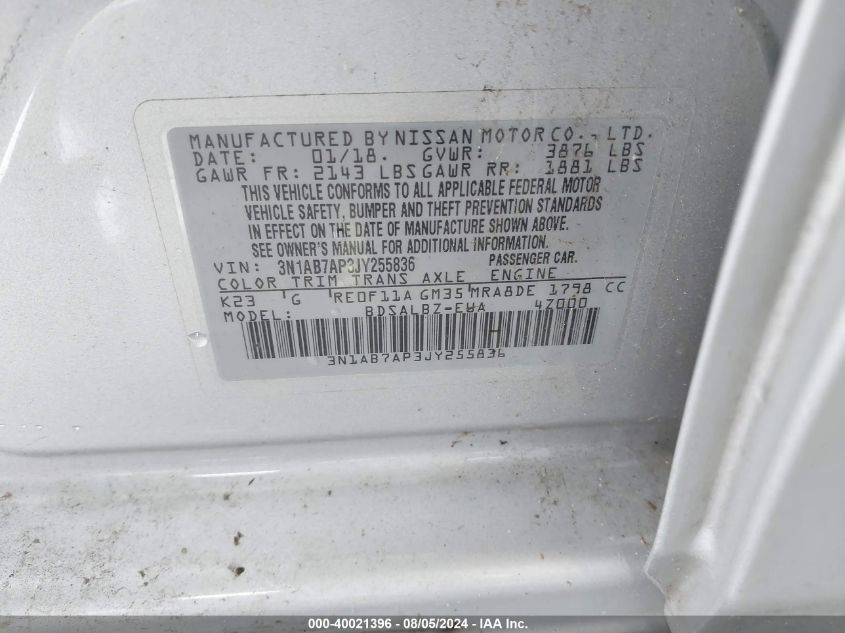 MANUFACTURED BY NISSAN MOTOR CO., LTD.
DATE: 01/18. GVWR: 3876 LBS
GAWR FR: 2143 LBS GAWR RR: 1881 LBS
THIS VEHICLE CONFORMS TO ALL APPLICABLE FEDERAL MOTOR
VEHICLE SAFETY, BUMPER AND THEFT PREVENTION STANDARDS
IN EFFECT ON THE DATE OF MANUFACTURE SHOWN ABOVE.
SEE OWNER'S MANUAL FOR ADDITIONAL INFORMATION.
VIN: 3N1AB7AP3JY255836 PASSENGER CAR.
COLOR TRIM TRANS AXLE ENGINE
K23 G RE0F11A GM35 MRA8DE 1798 CC
MODEL: BDSALBZ-EUA 4Z000
H
3N1AB7AP3JY255836
000-40021396 - 08/05/2024 - IAA Inc.